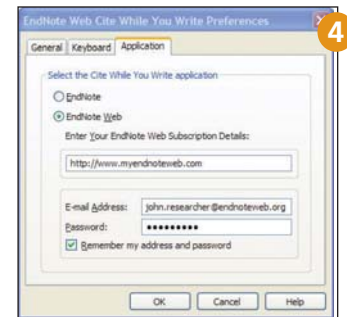 EndNote Web Cite While You Write Preferences
4
General Keyboard Application
Select the Cite While You Write application
EndNote
EndNote Web
Enter Your EndNote Web Subscription Details:
http://www.myendnoteweb.com
E-mail Address: john.researcher@endnoteweb.org
Password: •••••••••
Remember my address and password
OK Cancel Help